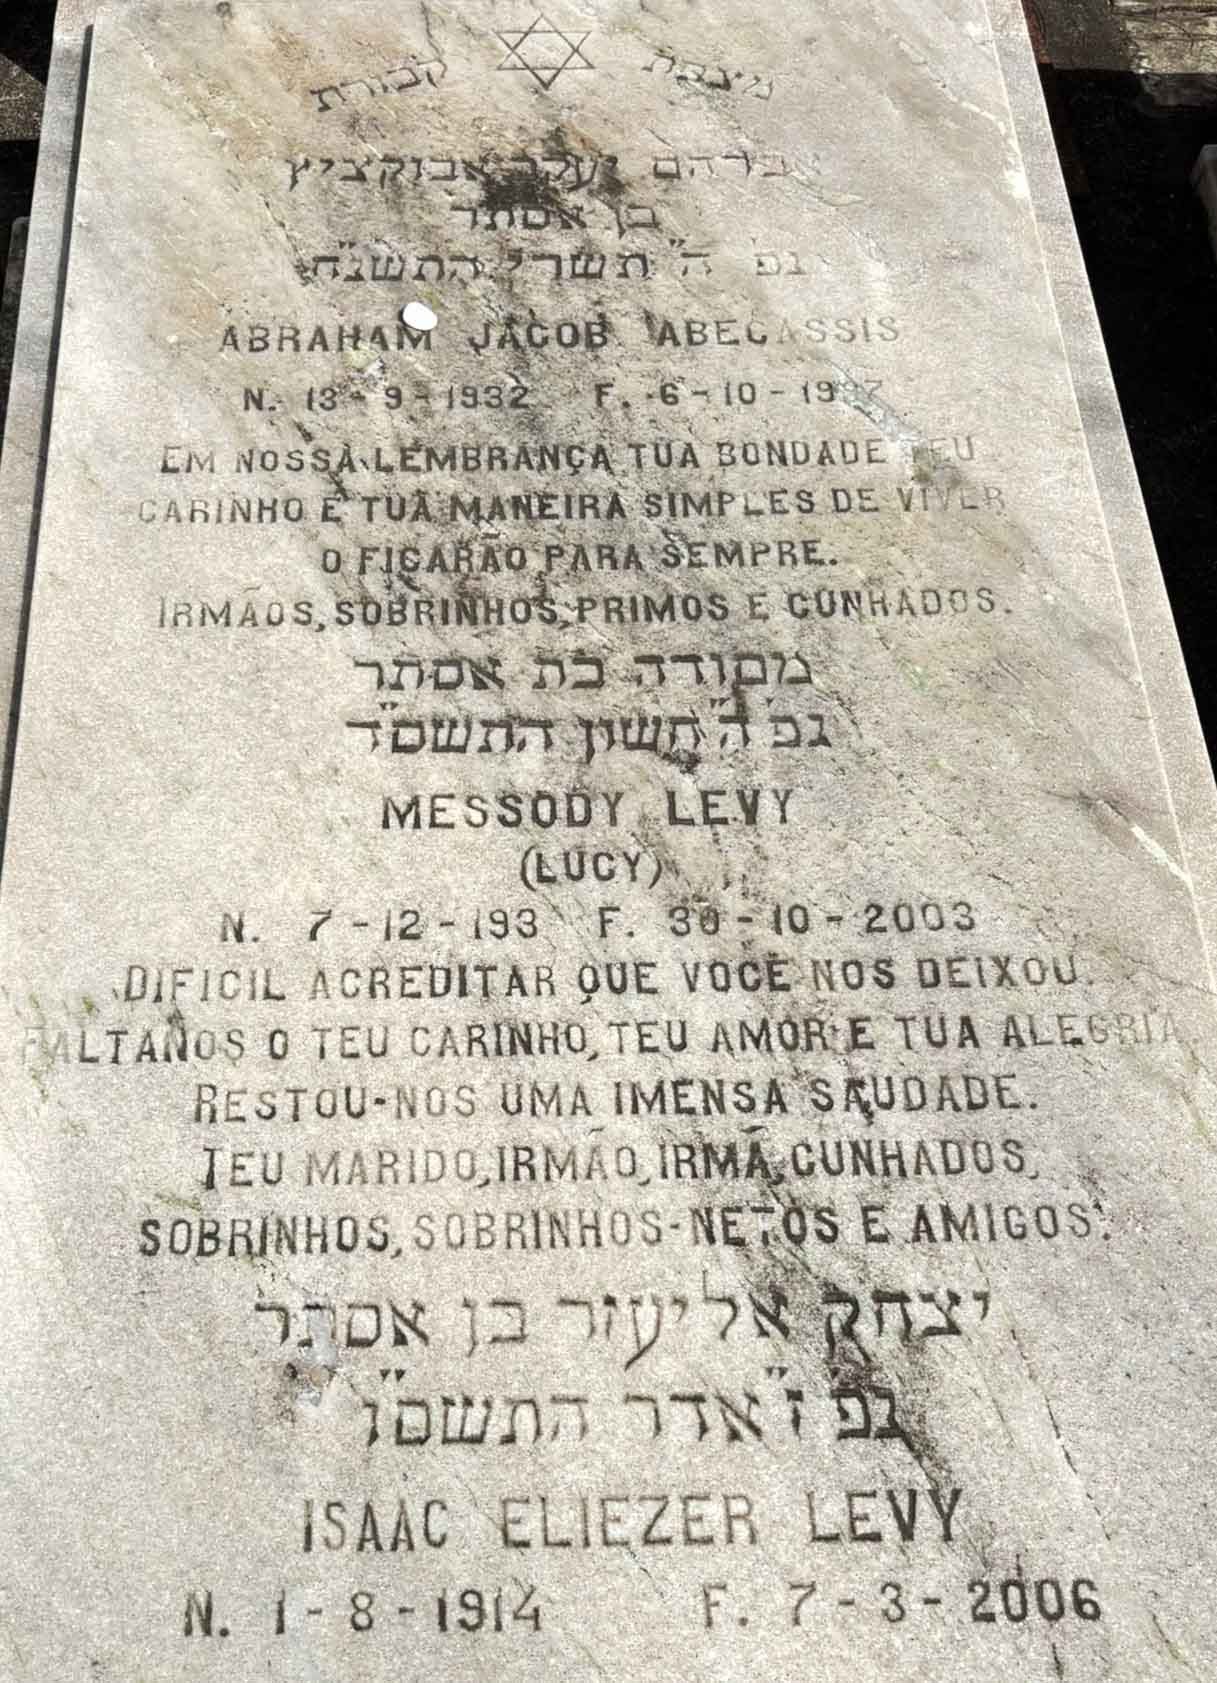 מצבת קבורת
אברהם יעקב אבוקציץ
בן אסתר
נפ' ה" תשרי התשנ"ח
ABRAHAM JACOB ABECASSIS
N. 13-9-1932 F. 6-10-1997
EM NOSSA LEMBRANÇA TUA BONDADE TEU
CARINHO E TUA MANEIRA SIMPLES DE VIVER
O FICARÃO PARA SEMPRE.
IRMÃOS, SOBRINHOS, PRIMOS E CUNHADOS.
מסודה בת אסתר
נפ' ה" חשון התשס"ד
MESSODY LEVY
(LUCY)
N. 7-12-193 F. 30-10-2003
DIFICIL ACREDITAR QUE VOCÊ NOS DEIXOU.
FALTANOS O TEU CARINHO, TEU AMOR E TUA ALEGRIA.
RESTOU-NOS UMA IMENSA SAUDADE.
TEU MARIDO, IRMÃO, IRMÃ, CUNHADOS,
SOBRINHOS, SOBRINHOS-NETOS E AMIGOS.
יצחק אליעזר בן אסתר
נפ' ז" אדר התשס"ו
ISAAC ELIEZER LEVY
N. 1-8-1914 F. 7-3-2006